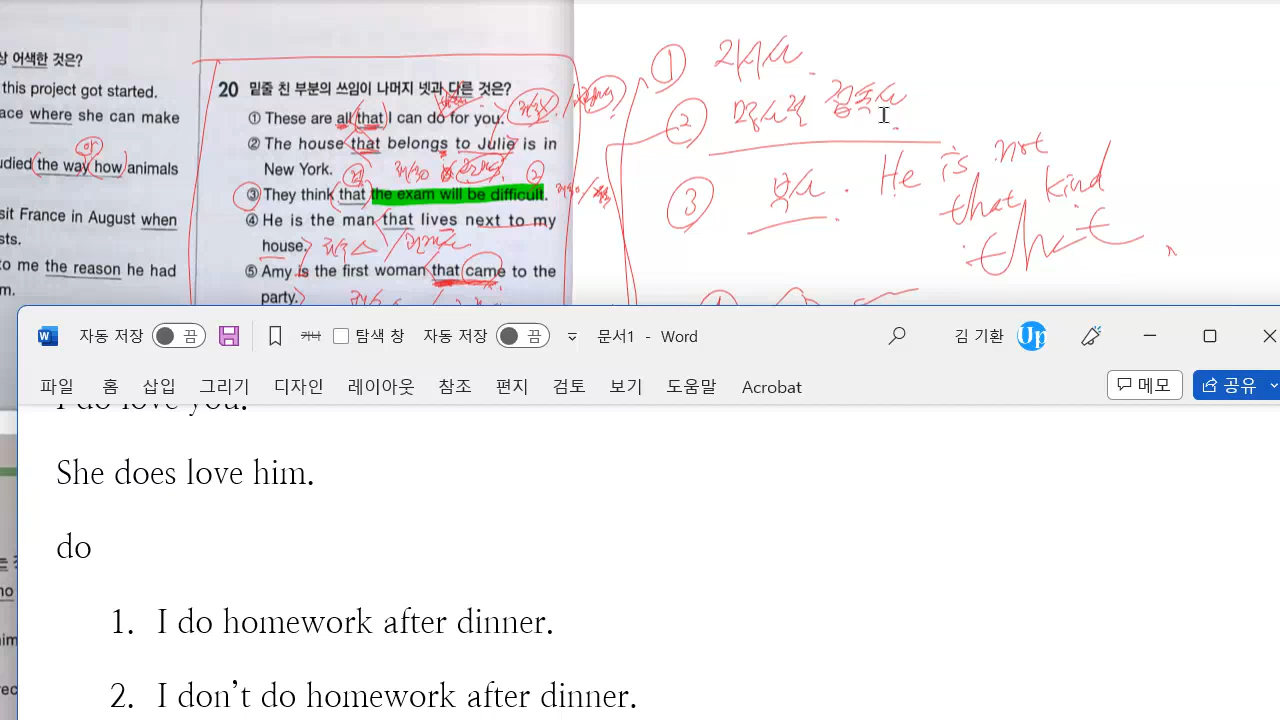 상 어색한 것은?
this project got started.
ace where she can make
udied the way how animals
sit France in August when
sts.
to me the reason he had
m.
20 밑줄 친 부분의 쓰임이 나머지 넷과 다른 것은?
① These are all that I can do for you.
② The house that belongs to Julie is in
New York.
③ They think that the exam will be difficult.
④ He is the man that lives next to my
house.
⑤ Amy is the first woman that came to the
party.
①
② 명사절 접속사
③ 부사. He is not
that kind
that
자동 저장 끔 가나 탐색 창 자동 저장 끔 문서1 - Word 김 기환 Up
파일 홈 삽입 그리기 디자인 레이아웃 참조 편지 검토 보기 도움말 Acrobat 메모 공유
I do love you.
She does love him.
do
1. I do homework after dinner.
2. I don't do homework after dinner.